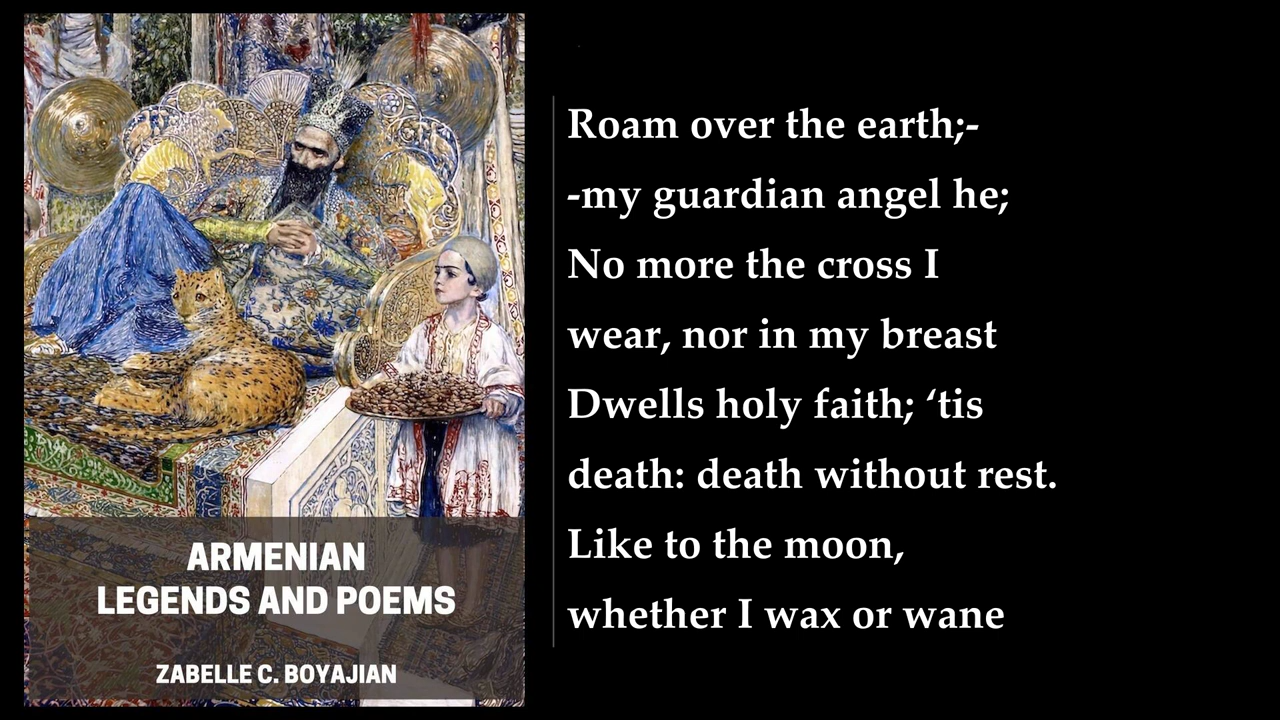 ARMENIAN
LEGENDS AND POEMS
ZABELLE C. BOYAJIAN
Roam over the earth;-
-my guardian angel he;
No more the cross I
wear, nor in my breast
Dwells holy faith; ‘tis
death: death without rest.
Like to the moon,
whether I wax or wane